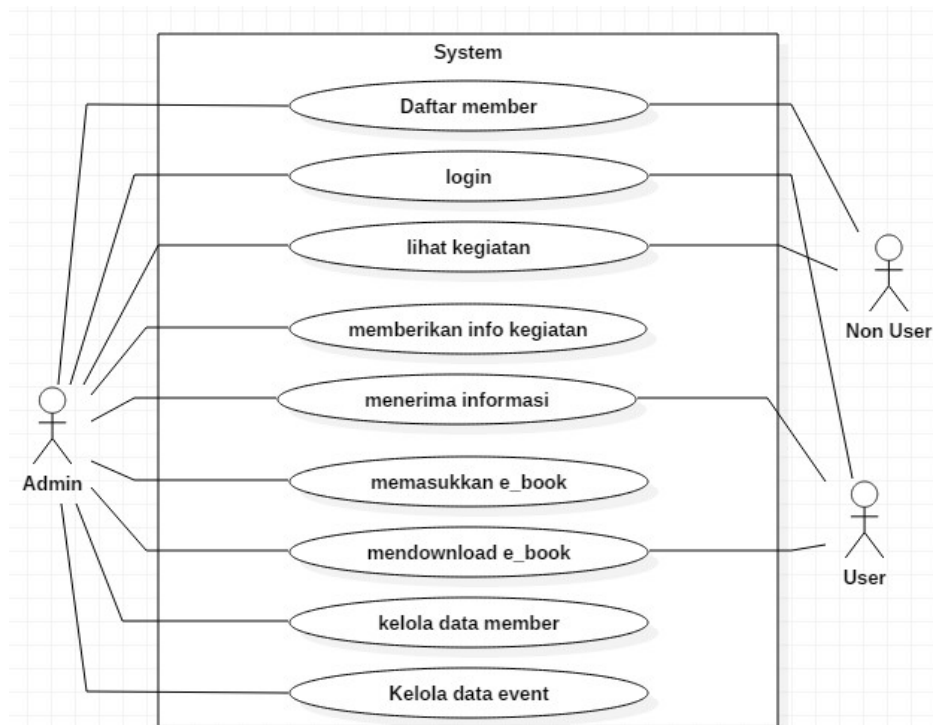 System
Daftar member
login
lihat kegiatan
Non User
memberikan info kegiatan
menerima informasi
Admin
memasukkan e_book
mendownload e_book
User
kelola data member
Kelola data event